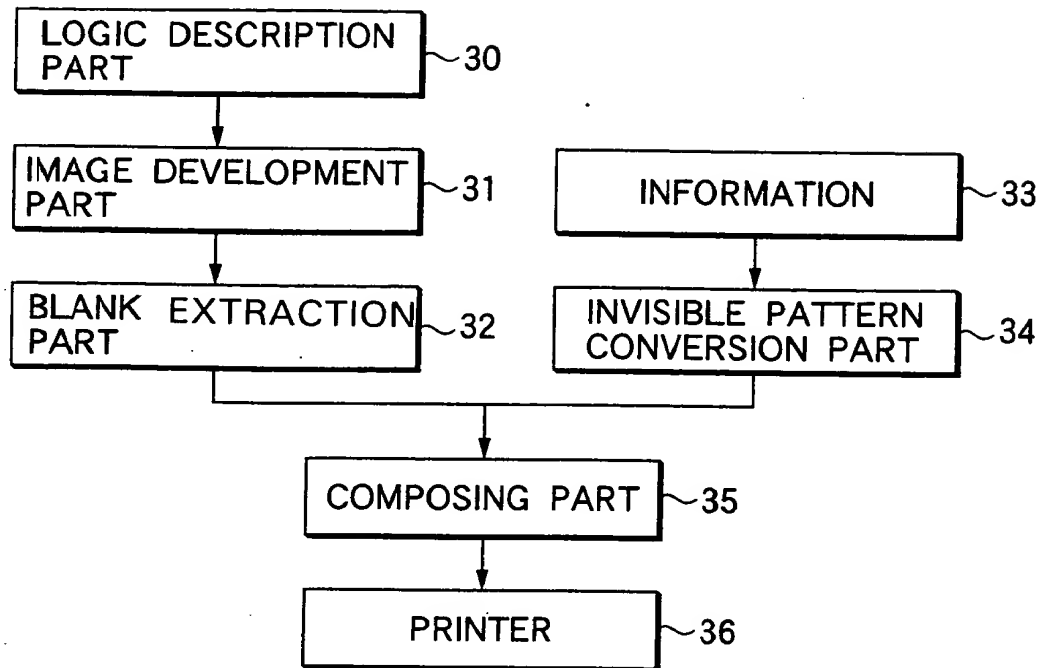 LOGIC DESCRIPTION
PART
30
IMAGE DEVELOPMENT
PART
31
BLANK EXTRACTION
PART
32
INFORMATION
33
INVISIBLE PATTERN
CONVERSION PART
34
COMPOSING PART
35
PRINTER
36